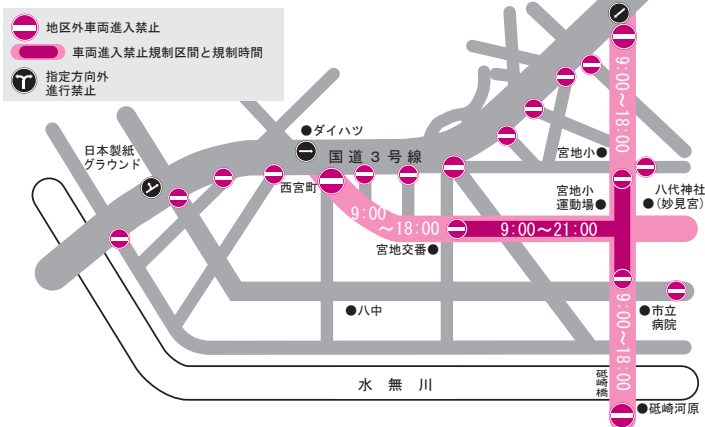 地区外車両進入禁止
車両進入禁止規制区間と規制時間
指定方向外
進行禁止
9:00～18:00
日本製紙
グラウンド
●ダイハツ
国道3号線
宮地小●
西宮町
宮地小
運動場●
八代神社
●(妙見宮)
9:00
～18:00
9:00～21:00
宮地交番●
●八中
9:00～18:00
●市立
病院
水無川
砥崎橋
●砥崎河原